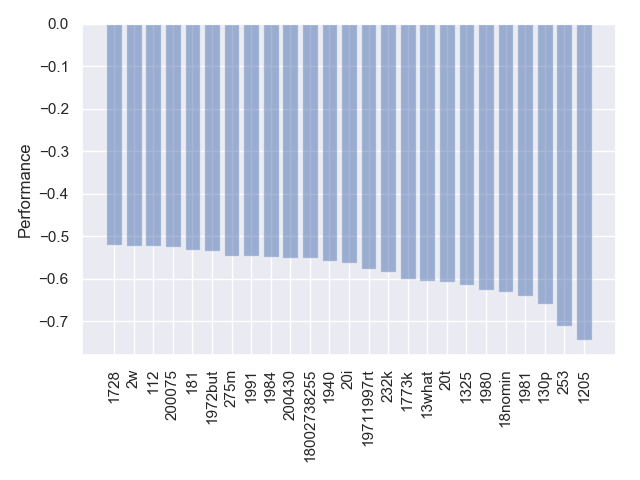 0.0
−0.1
−0.2
−0.3
−0.4
−0.5
−0.6
−0.7
Performance
1728
2w
112
200075
181
1972but
275m
1991
1984
200430
18002738255
1940
20i
19711997rt
232k
1773k
13what
20t
1325
1980
18nomin
1981
130p
253
1205